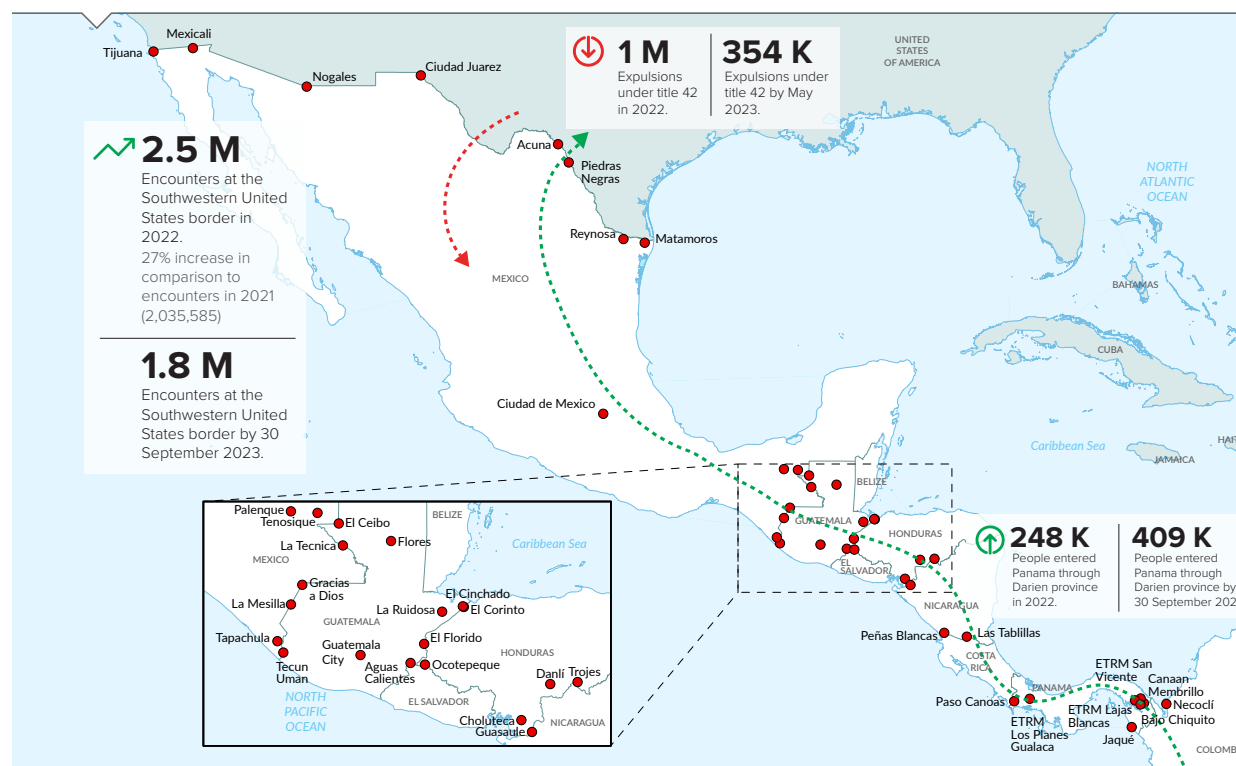 Tijuana
Mexicali
Nogales
Ciudad Juarez
1 M
Expulsions
under title 42
in 2022.
354 K
Expulsions under
title 42 by May
2023.
UNITED
STATES
OF AMERICA
2.5 M
Encounters at the
Southwestern United
States border in
2022.
27% increase in
comparison to
encounters in 2021
(2,035,585)
1.8 M
Encounters at the
Southwestern United
States border by 30
September 2023.
Acuna
Piedras
Negras
Reynosa
Matamoros
MEXICO
NORTH
ATLANTIC
OCEAN
BAHAMAS
CUBA
Ciudad de Mexico
Caribbean Sea
JAMAICA
BELIZE
GUATEMALA
HONDURAS
EL
SALVADOR
NICARAGUA
248 K
People entered
Panama through
Darien province
in 2022.
409 K
People entered
Panama through
Darien province by
30 September
Peñas Blancas
Las Tablillas
COSTA
RICA
Paso Canoas
PANAMA
ETRM
Los Planes
Gualaca
ETRM San
Vicente
Canaan
Membrillo
Necoclí
ETRM Lajas
Blancas
Bajo Chiquito
Jaqué
Palenque
Tenosique
El Ceibo
BELIZE
La Tecnica
Flores
MEXICO
Caribbean Sea
Gracias
a Dios
La Mesilla
El Cinchado
La Ruidosa
El Corinto
GUATEMALA
Tapachula
Guatemala
City
El Florido
HONDURAS
Tecun
Uman
Aguas
Calientes
Ocotepeque
Danlí
Trojes
NORTH
PACIFIC
OCEAN
EL SALVADOR
Choluteca
NICARAGUA
Guasaule